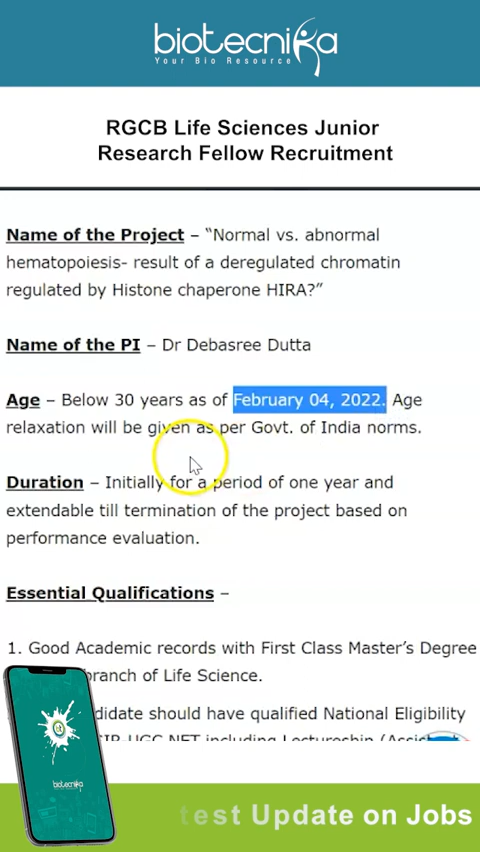 biotecnika
Your Bio Resource
RGCB Life Sciences Junior
Research Fellow Recruitment
Name of the Project – “Normal vs. abnormal
hematopoiesis- result of a deregulated chromatin
regulated by Histone chaperone HIRA?”
Name of the PI – Dr Debasree Dutta
Age – Below 30 years as of February 04, 2022. Age
relaxation will be given as per Govt. of India norms.
Duration – Initially for a period of one year and
extendable till termination of the project based on
performance evaluation.
Essential Qualifications –
1. Good Academic records with First Class Master’s Degree
branch of Life Science.
should have qualified National Eligibility
UGC NET including Lectureship
biotecnika
test Update on Jobs